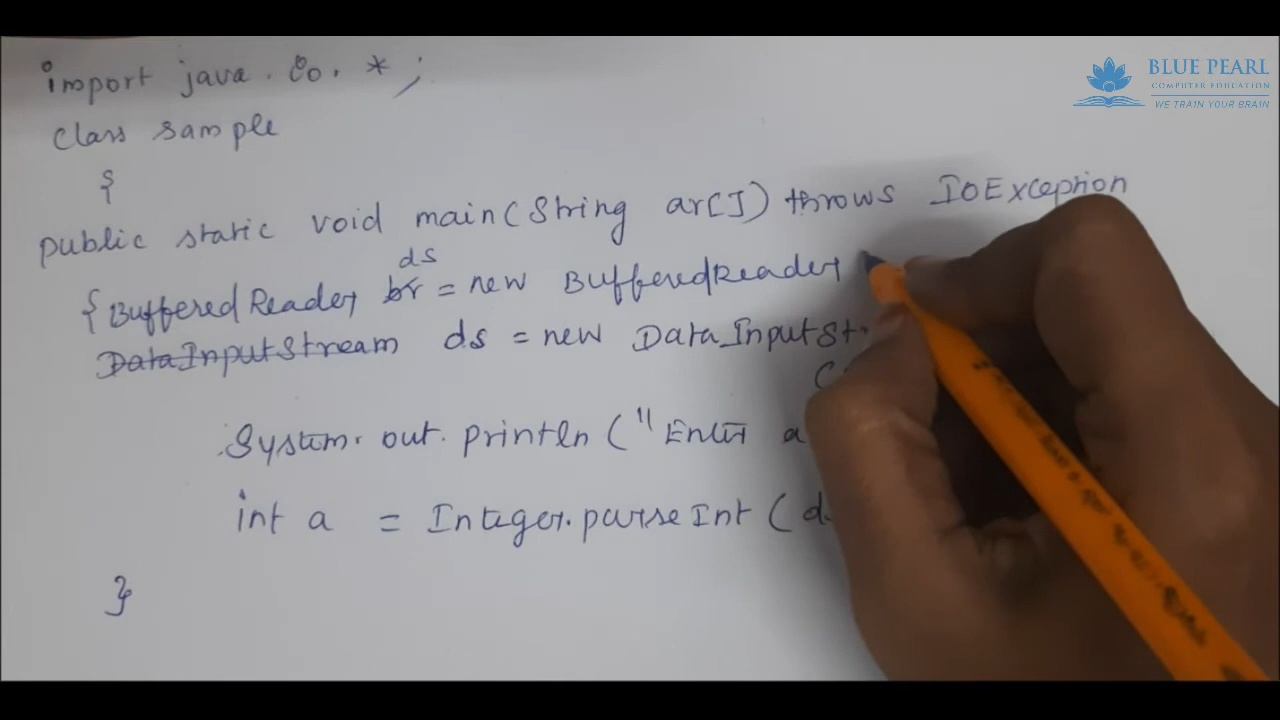 import java.io.*;
class sample
{
public static void main(String ar[]) throws IOException
ds
{BufferedReader br = new BufferedReader
DataInputStream ds = new DataInputSt
(
System.out.println("Enter a
int a = Integer.parseInt(d
}
BLUE PEARL
COMPUTER EDUCATION
WE TRAIN YOUR BRAIN